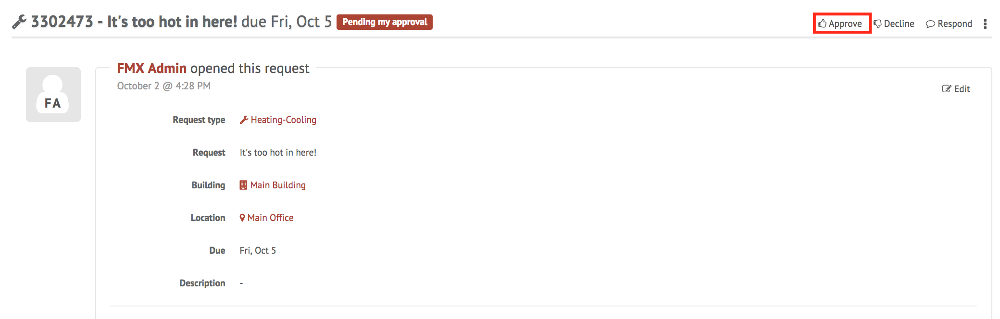 3302473 - It's too hot in here! due Fri, Oct 5 Pending my approval Approve Decline Respond
FMX Admin opened this request
October 2 @ 4:28 PM
Edit
FA
Request type Heating-Cooling
Request It's too hot in here!
Building Main Building
Location Main Office
Due Fri, Oct 5
Description -